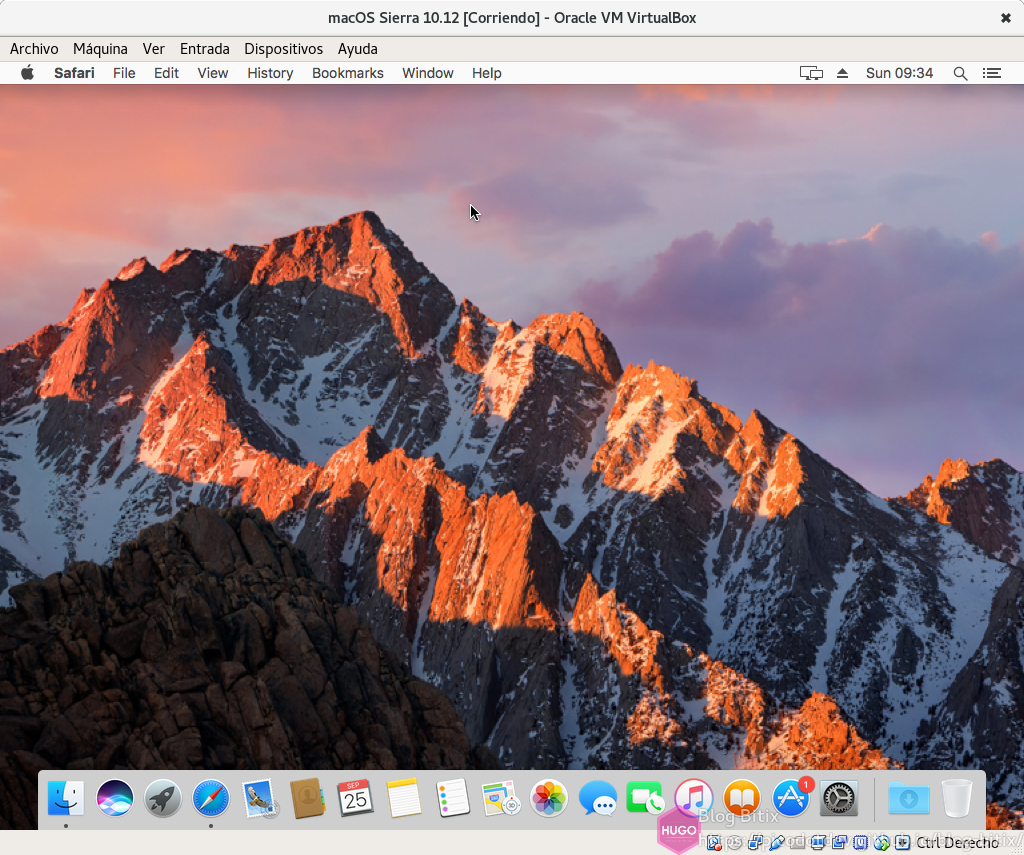 macOS Sierra 10.12 [Corriendo] - Oracle VM VirtualBox
Archivo Máquina Ver Entrada Dispositivos Ayuda
Safari File Edit View History Bookmarks Window Help Sun 09:34
SEP
25
1
Blog Bitix
HUGO
Ctrl Derecho